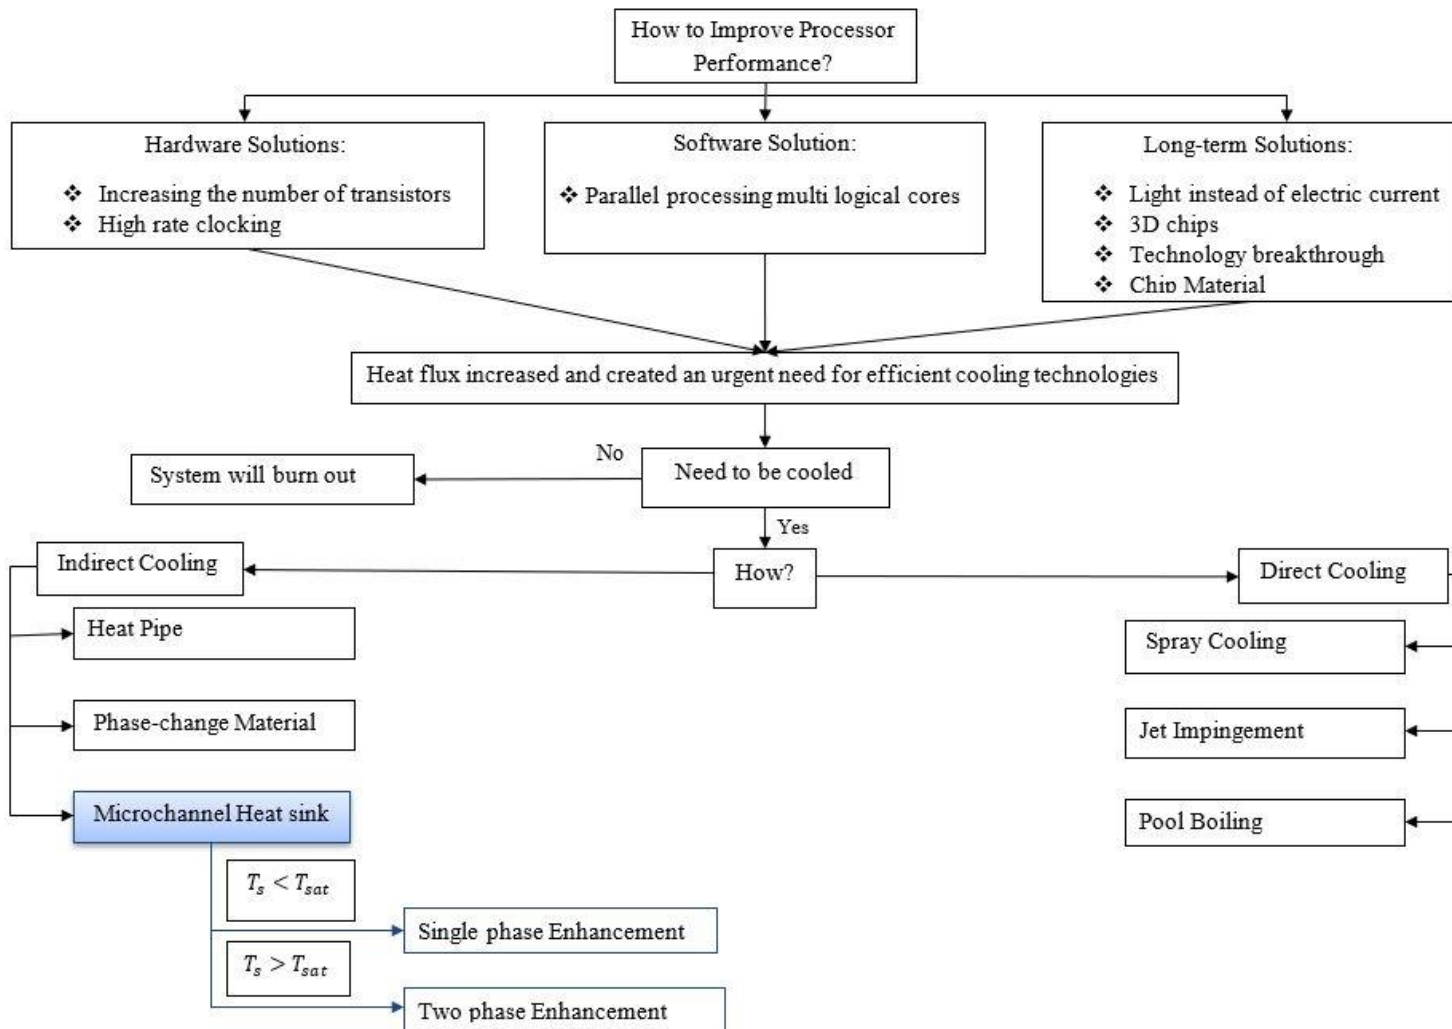 How to Improve Processor
Performance?
Hardware Solutions:
❖ Increasing the number of transistors
❖ High rate clocking
Software Solution:
❖ Parallel processing multi logical cores
Long-term Solutions:
❖ Light instead of electric current
❖ 3D chips
❖ Technology breakthrough
❖ Chip Material
Heat flux increased and created an urgent need for efficient cooling technologies
No
System will burn out
Need to be cooled
Yes
Indirect Cooling
How?
Direct Cooling
Heat Pipe
Spray Cooling
Phase-change Material
Jet Impingement
Microchannel Heat sink
Pool Boiling
T_s < T_sat
Single phase Enhancement
T_s > T_sat
Two phase Enhancement